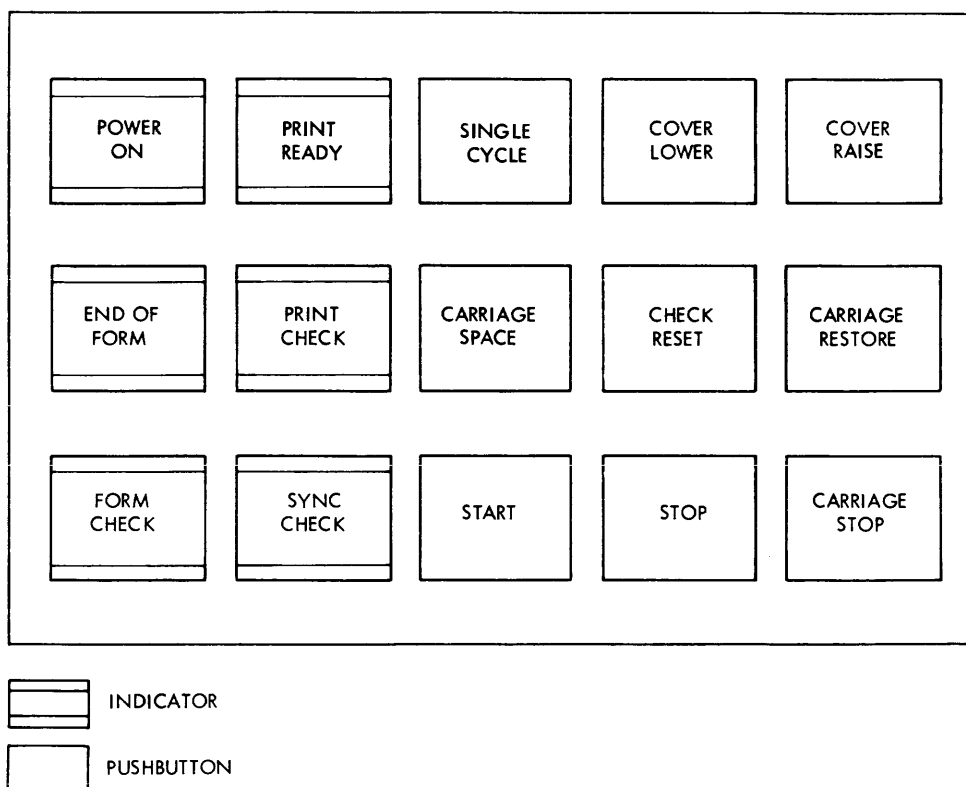 POWER
ON
PRINT
READY
SINGLE
CYCLE
COVER
LOWER
COVER
RAISE
END OF
FORM
PRINT
CHECK
CARRIAGE
SPACE
CHECK
RESET
CARRIAGE
RESTORE
FORM
CHECK
SYNC
CHECK
START
STOP
CARRIAGE
STOP
INDICATOR
PUSHBUTTON